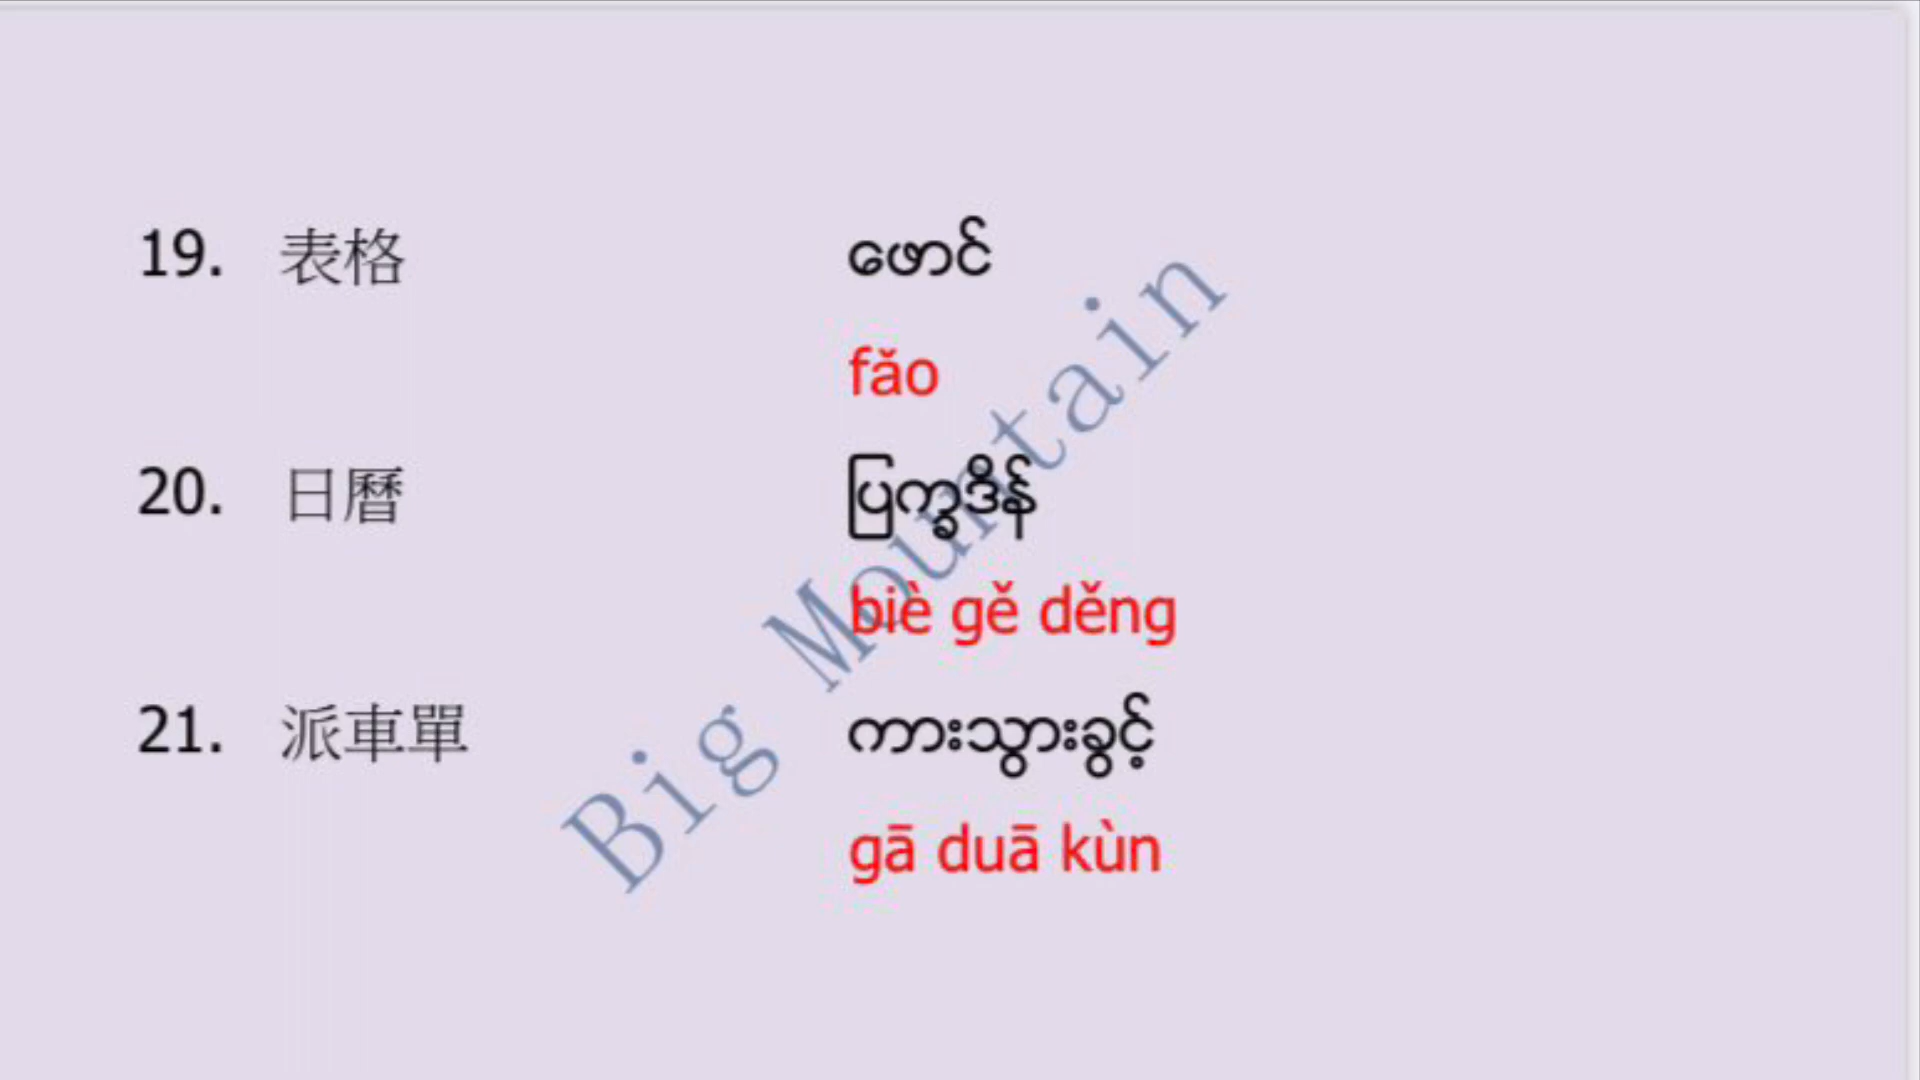 19. 表格 ဖောင်
fǎo
20. 日曆 ပြက္ခဒိန်
biè gě děng
21. 派車單 ကားသွားခွင့်
gā duā kùn
Big Mountain